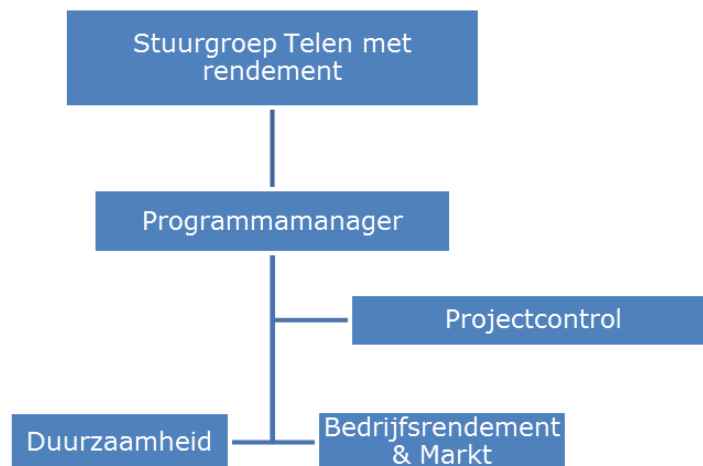 Stuurgroep Telen met
rendement
Programmamanager
Projectcontrol
Duurzaamheid
Bedrijfsrendement
& Markt